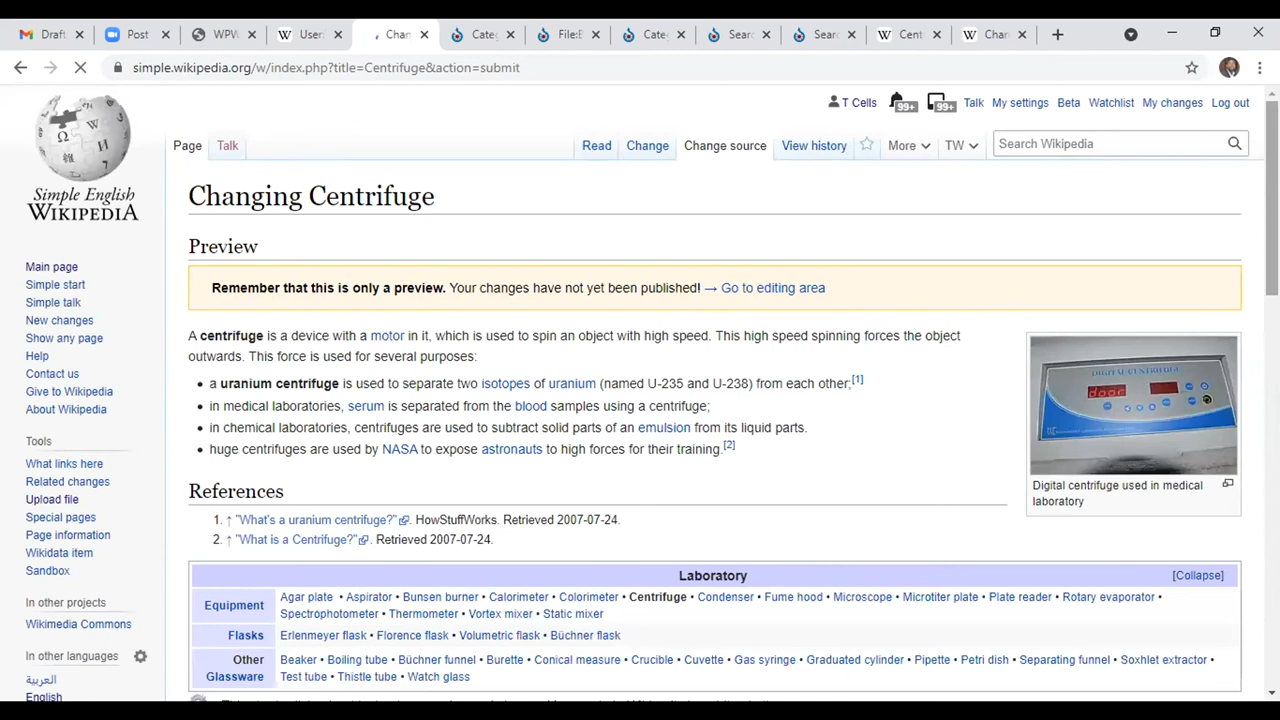 Draft
Post
WPW
User:
Chan
Categ
File:B
Categ
Searc
Searc
Centr
Chan
simple.wikipedia.org/w/index.php?title=Centrifuge&action=submit
T Cells 99+ 99+ Talk My settings Beta Watchlist My changes Log out
Page Talk Read Change Change source View history More TW Search Wikipedia
Simple English
WIKIPEDIA
Changing Centrifuge
Preview
Remember that this is only a preview. Your changes have not yet been published! → Go to editing area
A centrifuge is a device with a motor in it, which is used to spin an object with high speed. This high speed spinning forces the object
outwards. This force is used for several purposes:
• a uranium centrifuge is used to separate two isotopes of uranium (named U-235 and U-238) from each other;[1]
• in medical laboratories, serum is separated from the blood samples using a centrifuge;
• in chemical laboratories, centrifuges are used to subtract solid parts of an emulsion from its liquid parts.
• huge centrifuges are used by NASA to expose astronauts to high forces for their training.[2]
DIGITAL CENTRIFUGE
door
Digital centrifuge used in medical
laboratory
References
1. ↑ "What's a uranium centrifuge?". HowStuffWorks. Retrieved 2007-07-24.
2. ↑ "What is a Centrifuge?". Retrieved 2007-07-24.
Laboratory [Collapse]
Equipment
Agar plate • Aspirator • Bunsen burner • Calorimeter • Colorimeter • Centrifuge • Condenser • Fume hood • Microscope • Microtiter plate • Plate reader • Rotary evaporator •
Spectrophotometer • Thermometer • Vortex mixer • Static mixer
Flasks
Erlenmeyer flask • Florence flask • Volumetric flask • Büchner flask
Other
Glassware
Beaker • Boiling tube • Büchner funnel • Burette • Conical measure • Crucible • Cuvette • Gas syringe • Graduated cylinder • Pipette • Petri dish • Separating funnel • Soxhlet extractor •
Test tube • Thistle tube • Watch glass
Main page
Simple start
Simple talk
New changes
Show any page
Help
Contact us
Give to Wikipedia
About Wikipedia
Tools
What links here
Related changes
Upload file
Special pages
Page information
Wikidata item
Sandbox
In other projects
Wikimedia Commons
In other languages
العربية
English